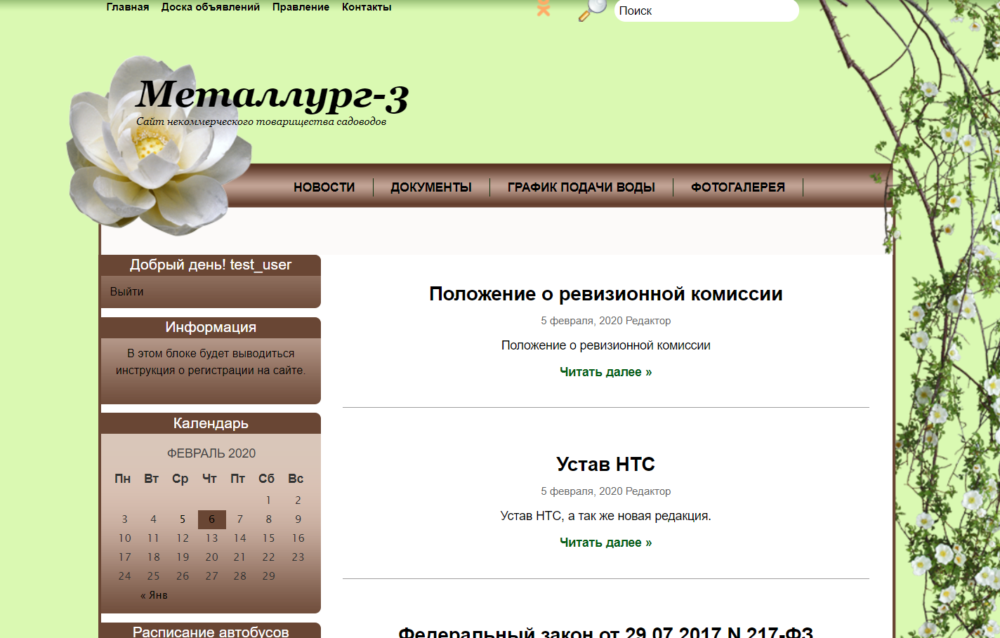 Главная Доска объявлений Правление Контакты
Поиск
Металлург-3
Сайт некоммерческого товарищества садоводов
НОВОСТИ ДОКУМЕНТЫ ГРАФИК ПОДАЧИ ВОДЫ ФОТОГАЛЕРЕЯ
Добрый день! test_user
Выйти
Информация
В этом блоке будет выводиться
инструкция о регистрации на сайте.
Календарь
ФЕВРАЛЬ 2020
Пн Вт Ср Чт Пт Сб Вс
1 2
3 4 5 6 7 8 9
10 11 12 13 14 15 16
17 18 19 20 21 22 23
24 25 26 27 28 29
« Янв
Расписание автобусов
Положение о ревизионной комиссии
5 февраля, 2020 Редактор
Положение о ревизионной комиссии
Читать далее »
Устав НТС
5 февраля, 2020 Редактор
Устав НТС, а так же новая редакция.
Читать далее »
Федеральный закон от 29.07.2017 N 217-ФЗ